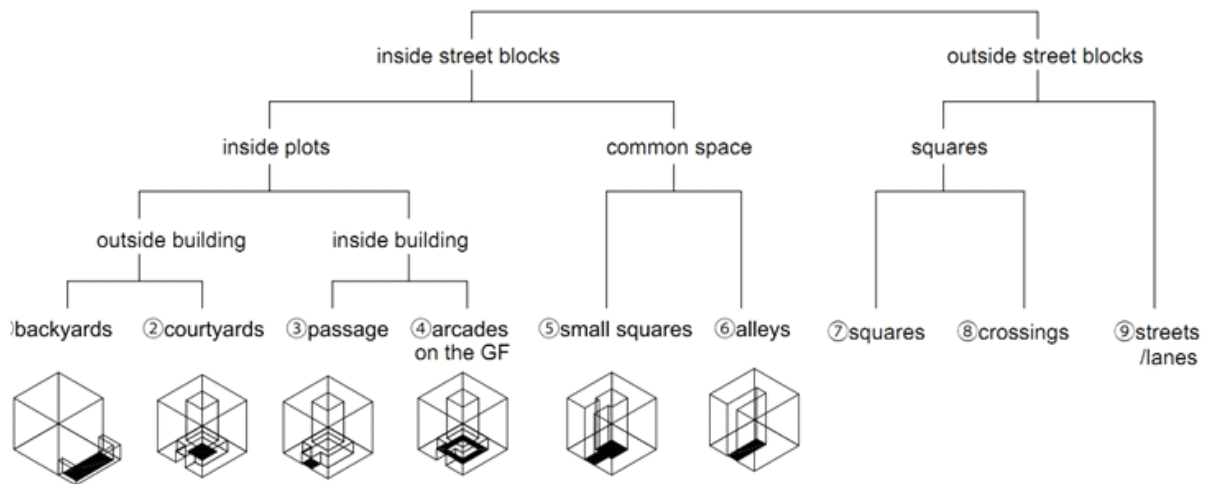 inside street blocks
outside street blocks
inside plots
common space
squares
outside building
inside building
backyards
②courtyards
③passage
④arcades
on the GF
⑤small squares
⑥alleys
⑦squares
⑧crossings
⑨streets
/lanes